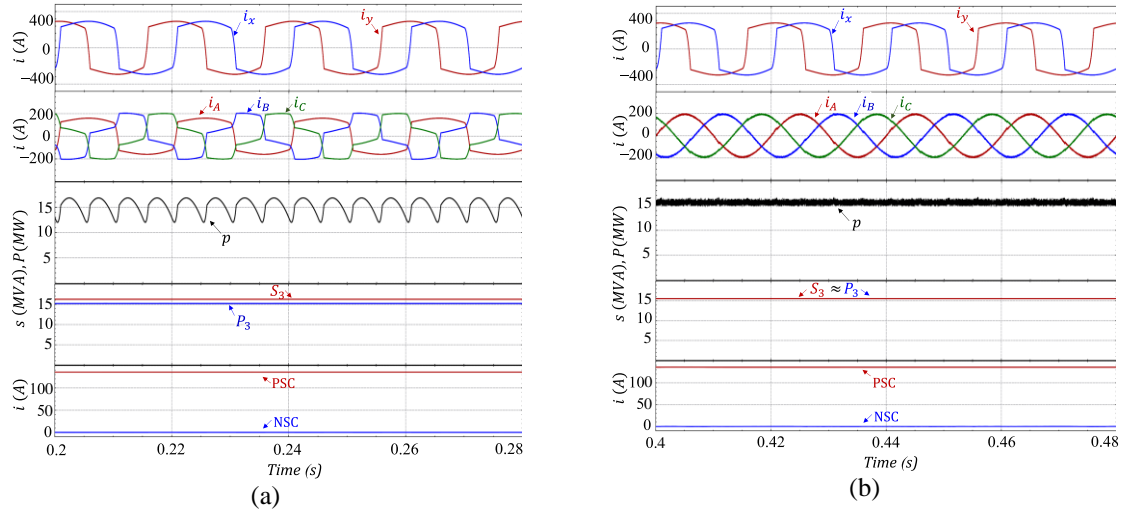 400
0
−400
i (A)
i_x
i_y
200
0
−200
i (A)
i_A
i_B
i_C
15
10
5
p
s (MVA), P(MW)
15
10
5
S_3
P_3
100
50
0
i (A)
PSC
NSC
0.2
0.22
0.24
0.26
0.28
Time (s)
(a)
400
0
−400
i (A)
i_x
i_y
200
0
−200
i (A)
i_A
i_B
i_C
15
10
5
p
s (MVA), P(MW)
15
10
5
S_3 ≈ P_3
100
50
0
i (A)
PSC
NSC
0.4
0.42
0.44
0.46
0.48
Time (s)
(b)